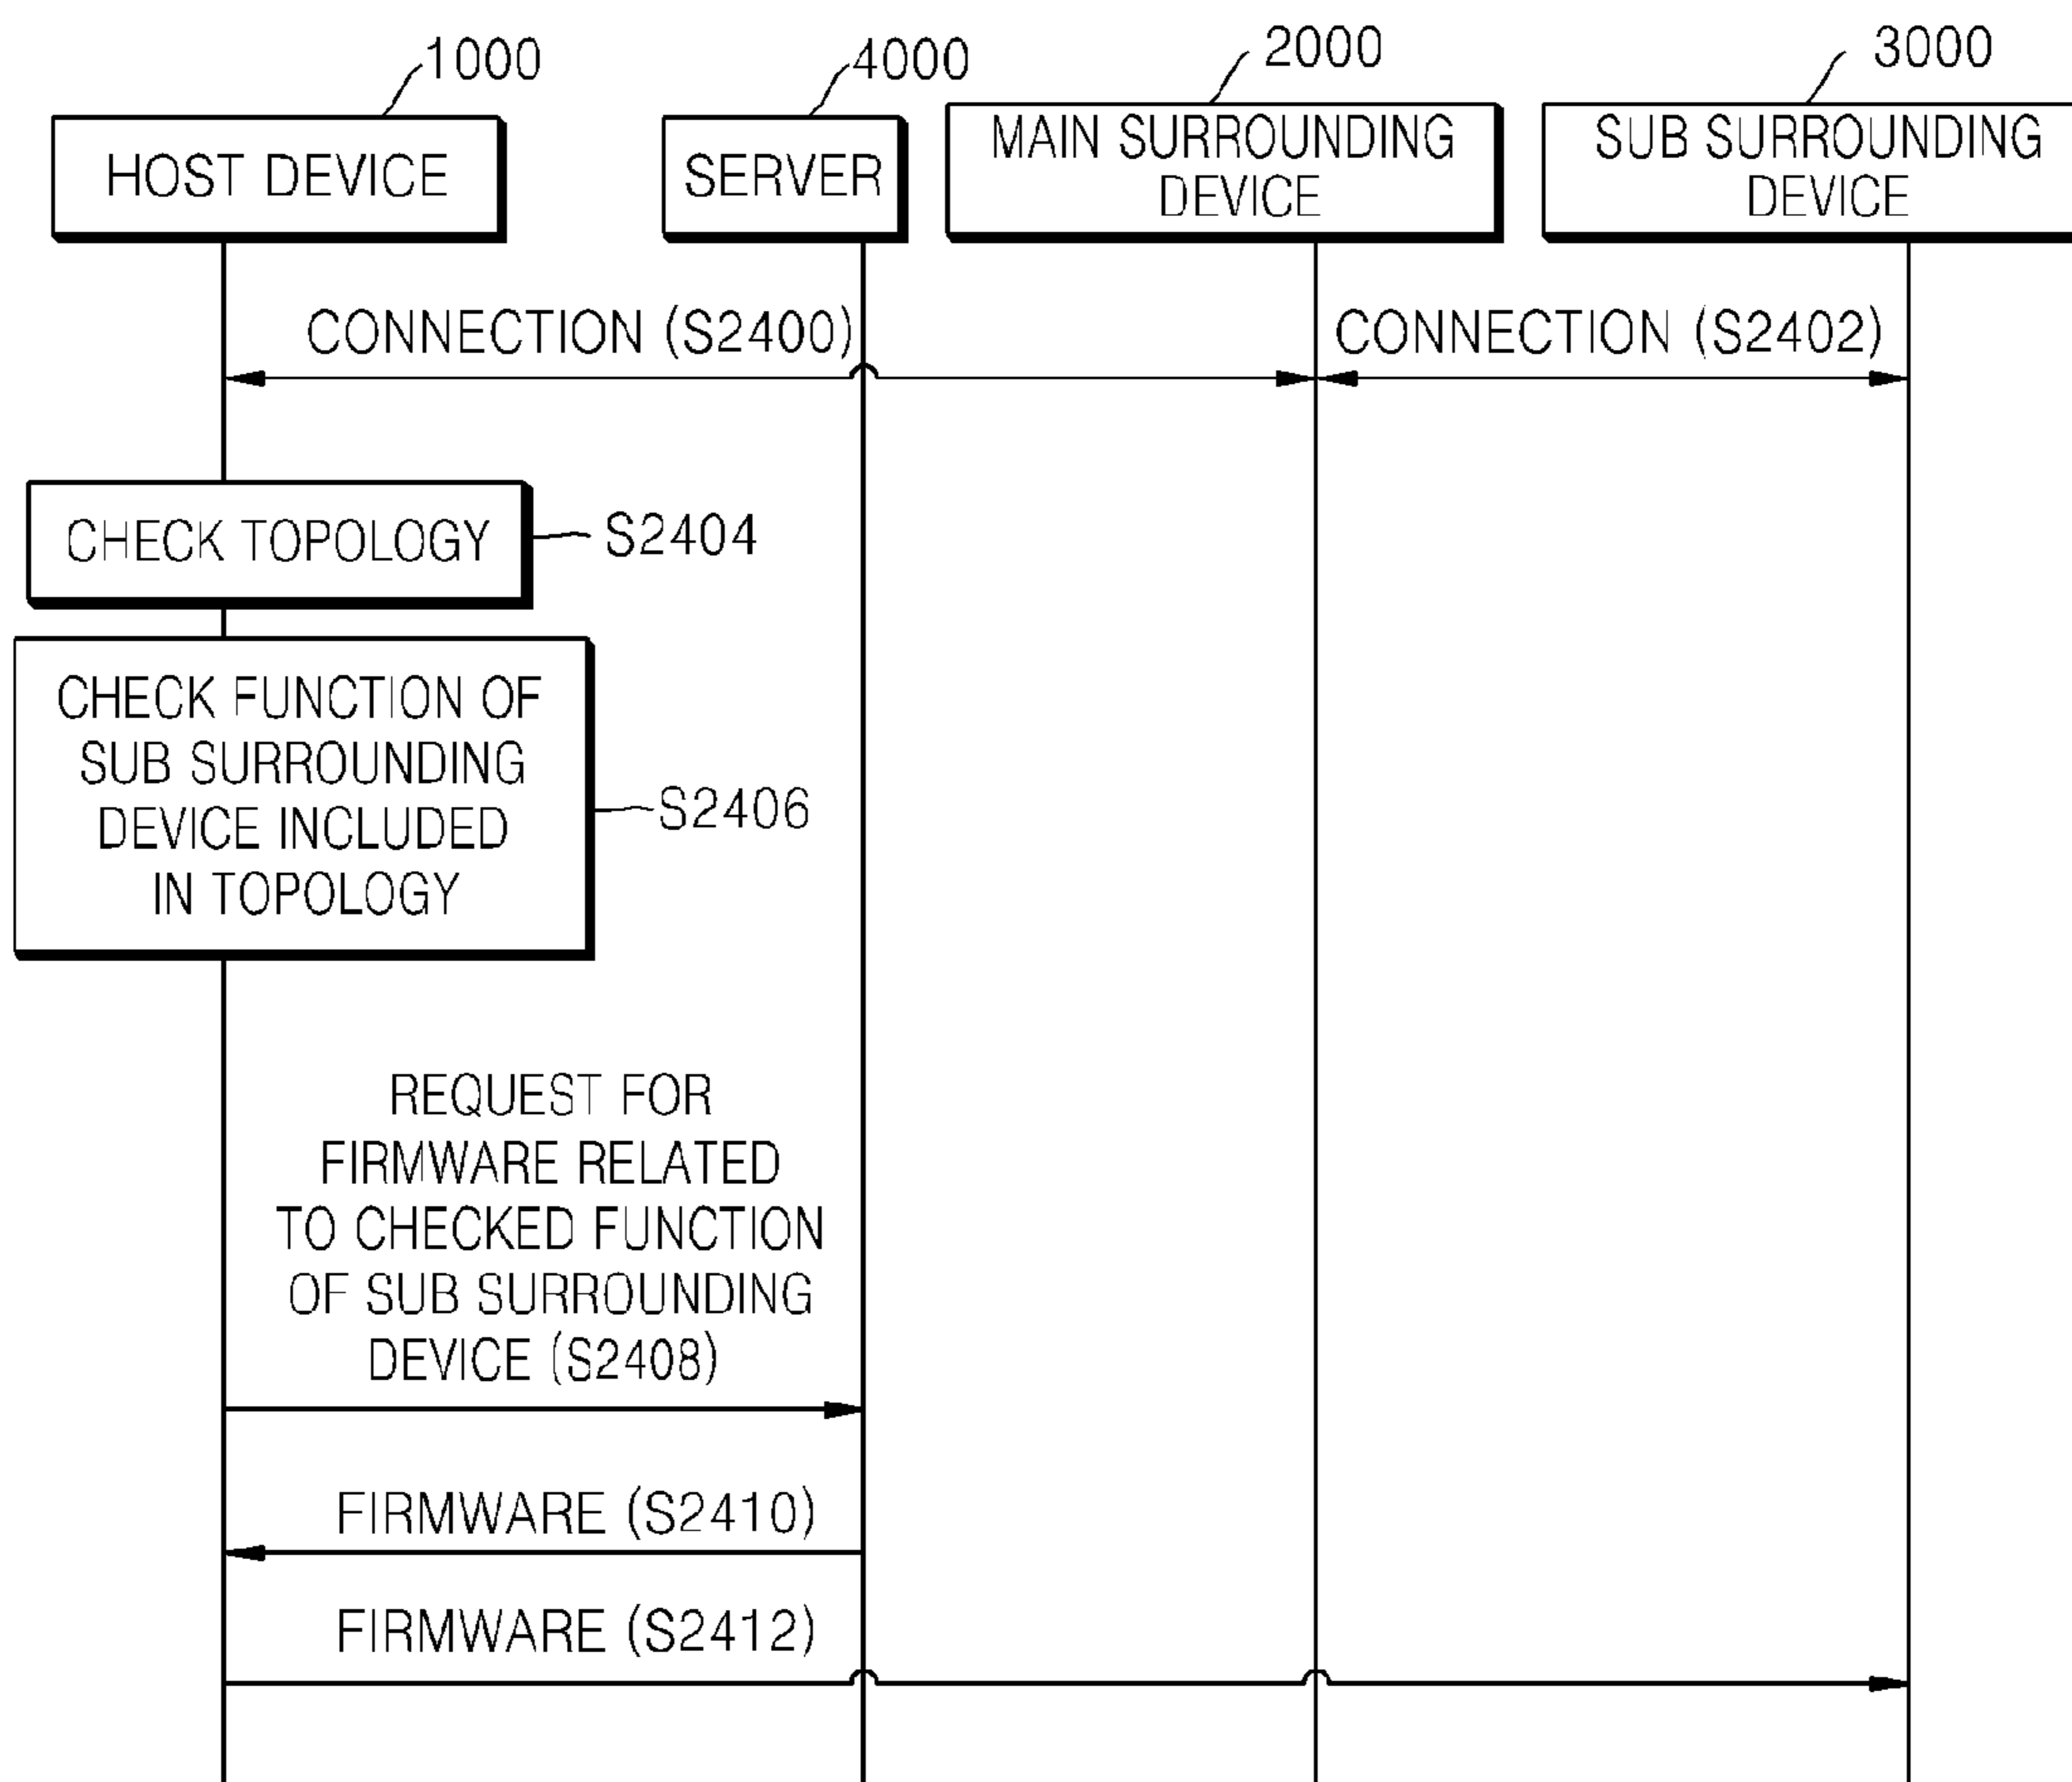 1000
4000
2000
3000
HOST DEVICE
SERVER
MAIN SURROUNDING
DEVICE
SUB SURROUNDING
DEVICE
CONNECTION (S2400)
CONNECTION (S2402)
CHECK TOPOLOGY
S2404
CHECK FUNCTION OF
SUB SURROUNDING
DEVICE INCLUDED
IN TOPOLOGY
S2406
REQUEST FOR
FIRMWARE RELATED
TO CHECKED FUNCTION
OF SUB SURROUNDING
DEVICE (S2408)
FIRMWARE (S2410)
FIRMWARE (S2412)